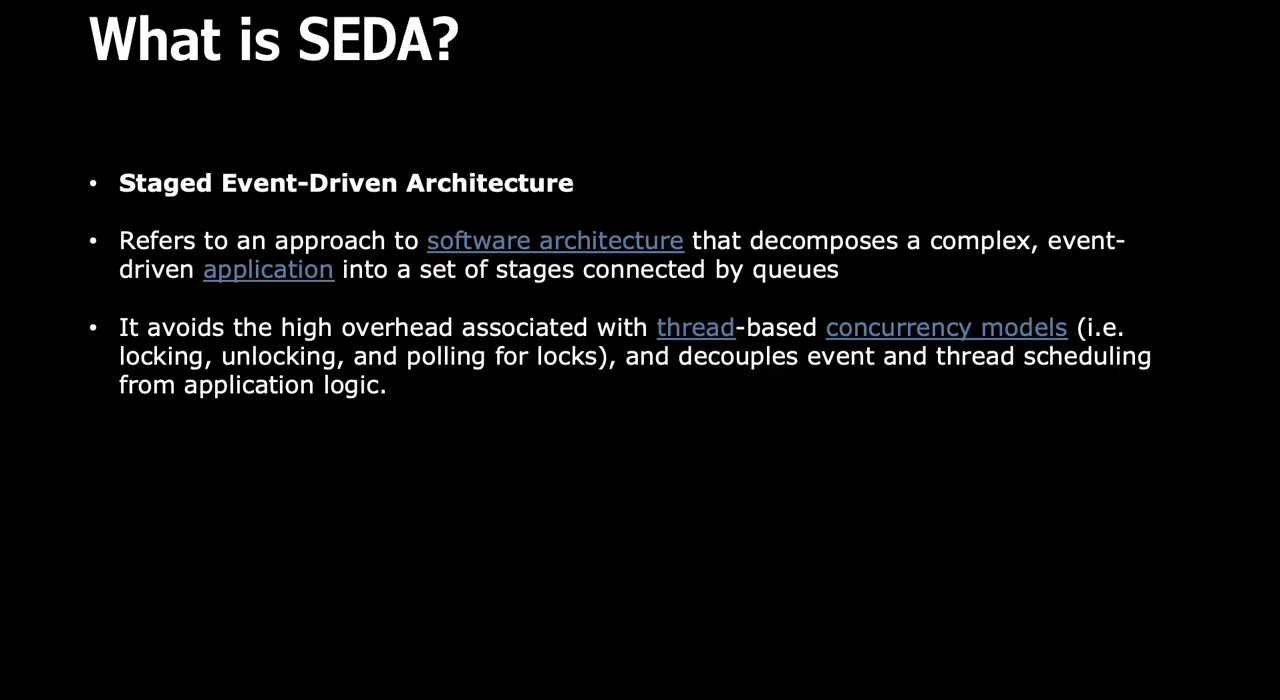 What is SEDA?
• Staged Event-Driven Architecture
• Refers to an approach to software architecture that decomposes a complex, event-
driven application into a set of stages connected by queues
• It avoids the high overhead associated with thread-based concurrency models (i.e.
locking, unlocking, and polling for locks), and decouples event and thread scheduling
from application logic.